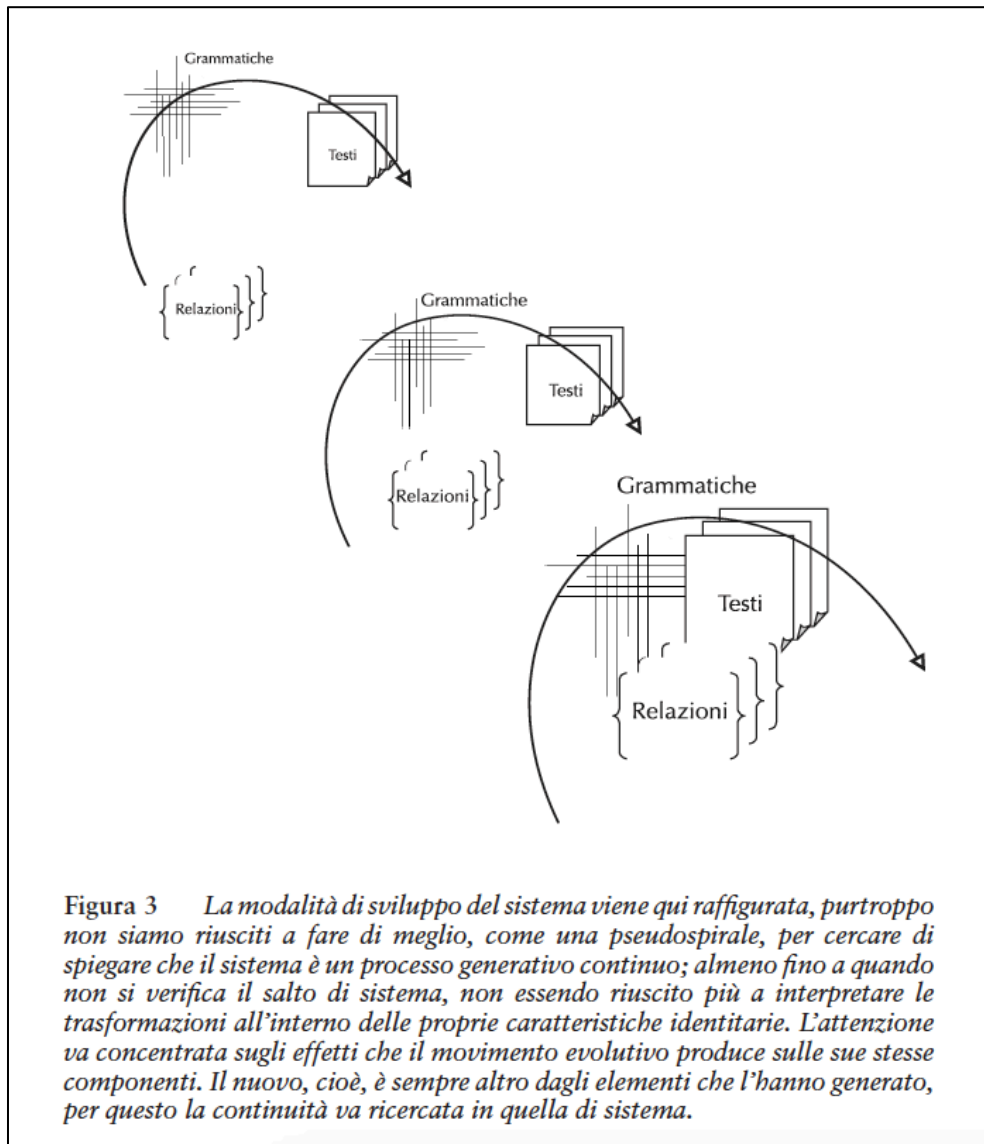 Grammatiche
Testi
Relazioni
Grammatiche
Testi
Relazioni
Grammatiche
Testi
Relazioni
Figura 3 La modalità di sviluppo del sistema viene qui raffigurata, purtroppo
non siamo riusciti a fare di meglio, come una pseudospirale, per cercare di
spiegare che il sistema è un processo generativo continuo; almeno fino a quando
non si verifica il salto di sistema, non essendo riuscito più a interpretare le
trasformazioni all'interno delle proprie caratteristiche identitarie. L'attenzione
va concentrata sugli effetti che il movimento evolutivo produce sulle sue stesse
componenti. Il nuovo, cioè, è sempre altro dagli elementi che l'hanno generato,
per questo la continuità va ricercata in quella di sistema.